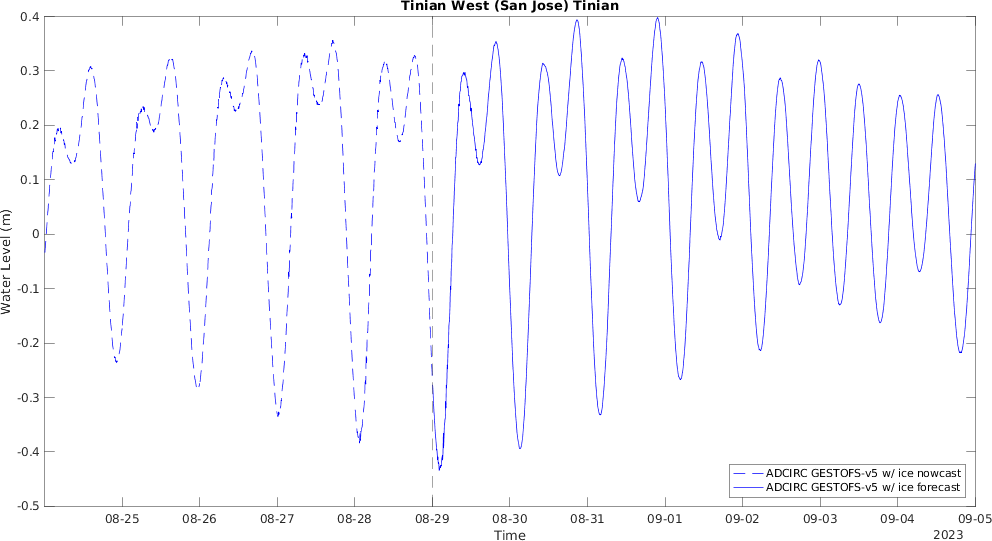 Tinian West (San Jose) Tinian
0.4
0.3
0.2
0.1
0
-0.1
-0.2
-0.3
-0.4
-0.5
Water Level (m)
ADCIRC GESTOFS-v5 w/ ice nowcast
ADCIRC GESTOFS-v5 w/ ice forecast
08-25 08-26 08-27 08-28 08-29 08-30 08-31 09-01 09-02 09-03 09-04 09-05
Time
2023